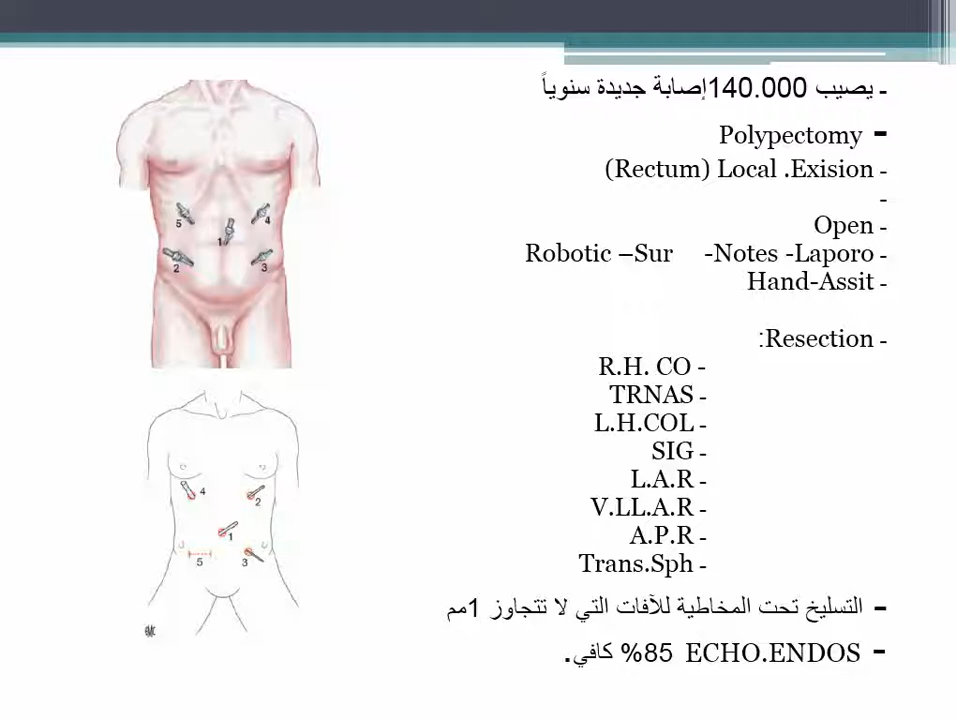 - يصيب 140.000إصابة جديدة سنوياً
- Polypectomy
- (Rectum) Local .Exision
-
- Open
- Robotic –Sur -Notes -Laporo
- Hand-Assit
- Resection:
- R.H. CO
- TRNAS
- L.H.COL
- SIG
- L.A.R
- V.LL.A.R
- A.P.R
- Trans.Sph
- التسليخ تحت المخاطية للآفات التي لا تتجاوز 1مم
- ECHO.ENDOS 85% كافي.
5
4
1
2
3
4
2
1
5
3